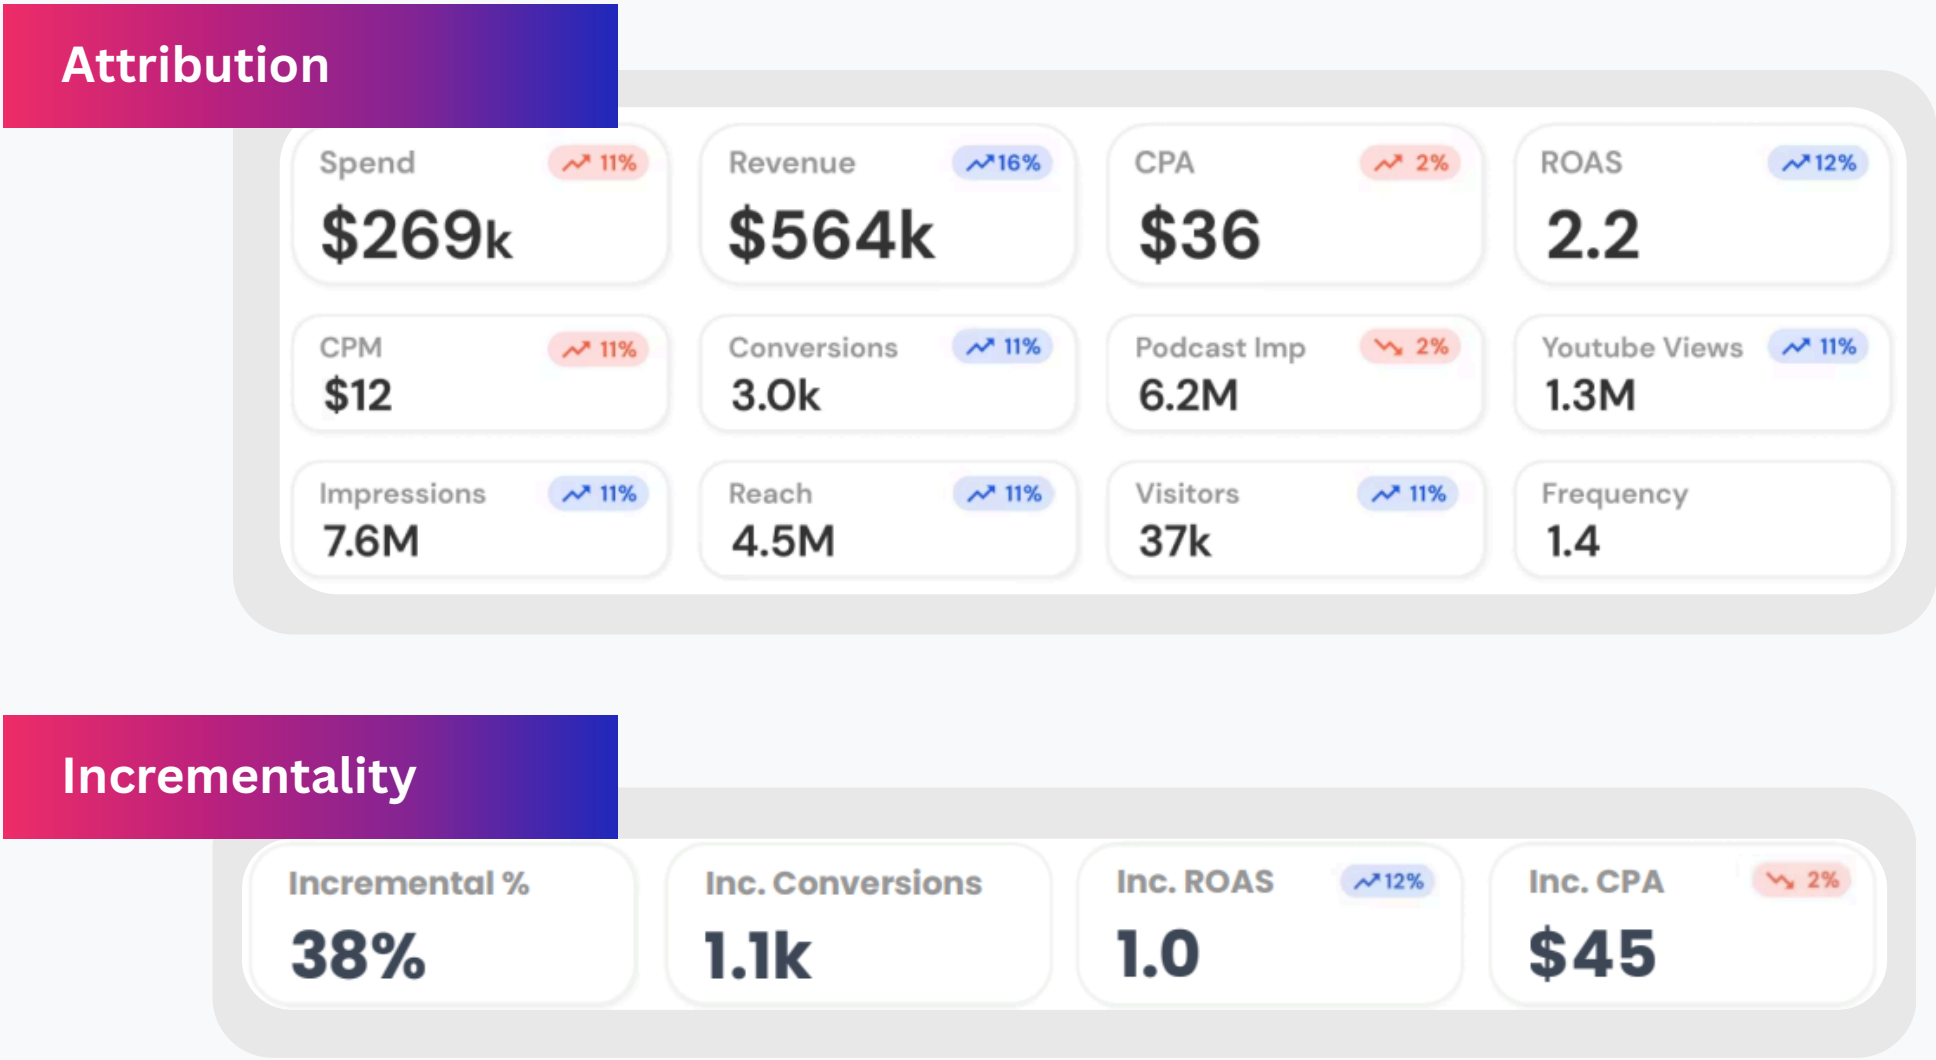 Attribution
Spend 11%
$269k
Revenue 16%
$564k
CPA 2%
$36
ROAS 12%
2.2
CPM 11%
$12
Conversions 11%
3.0k
Podcast Imp 2%
6.2M
Youtube Views 11%
1.3M
Impressions 11%
7.6M
Reach 11%
4.5M
Visitors 11%
37k
Frequency
1.4
Incrementality
Incremental %
38%
Inc. Conversions
1.1k
Inc. ROAS 12%
1.0
Inc. CPA 2%
$45